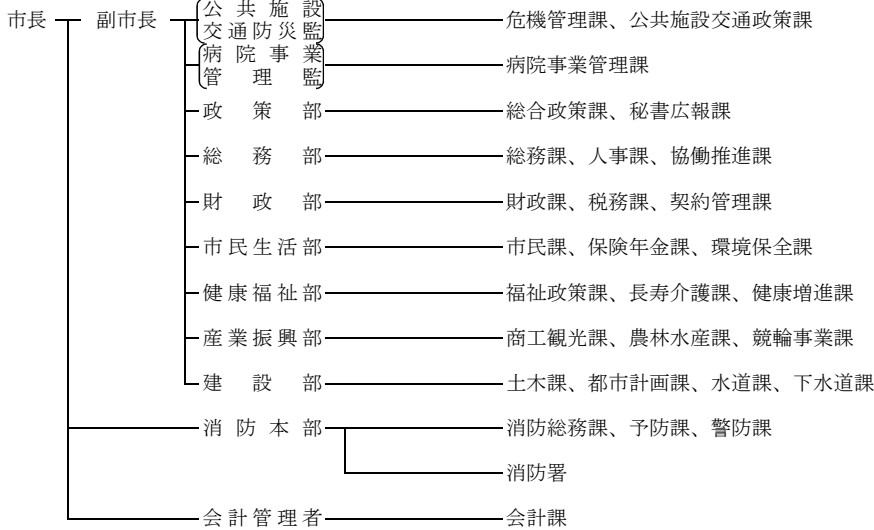 市長 副市長 公共施設交通防災監 危機管理課、公共施設交通政策課
病院事業管理監 病院事業管理課
政策部 総合政策課、秘書広報課
総務部 総務課、人事課、協働推進課
財政部 財政課、税務課、契約管理課
市民生活部 市民課、保険年金課、環境保全課
健康福祉部 福祉政策課、長寿介護課、健康増進課
産業振興部 商工観光課、農林水産課、競輪事業課
建設部 土木課、都市計画課、水道課、下水道課
消防本部 消防総務課、予防課、警防課
消防署
会計管理者 会計課